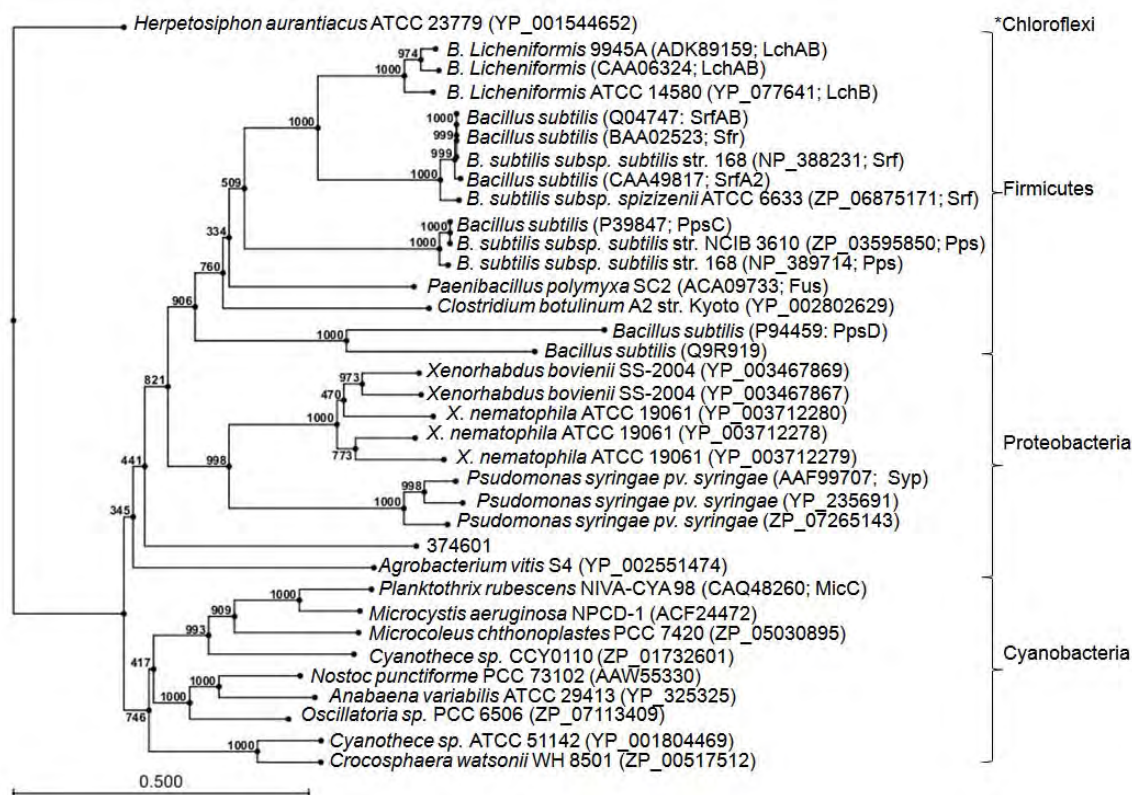 Herpetosiphon aurantiacus ATCC 23779 (YP_001544652)
*Chloroflexi
974
B. Licheniformis 9945A (ADK89159; LchAB)
B. Licheniformis (CAA06324; LchAB)
1000
B. Licheniformis ATCC 14580 (YP_077641; LchB)
1000
Bacillus subtilis (Q04747: SrfAB)
1000
Bacillus subtilis (BAA02523; Sfr)
999
B. subtilis subsp. subtilis str. 168 (NP_388231; Srf)
999
Bacillus subtilis (CAA49817; SrfA2)
1000
B. subtilis subsp. spizizenii ATCC 6633 (ZP_06875171; Srf)
Firmicutes
509
Bacillus subtilis (P39847; PpsC)
1000
B. subtilis subsp. subtilis str. NCIB 3610 (ZP_03595850; Pps)
1000
B. subtilis subsp. subtilis str. 168 (NP_389714; Pps)
334
Paenibacillus polymyxa SC2 (ACA09733; Fus)
760
Clostridium botulinum A2 str. Kyoto (YP_002802629)
906
Bacillus subtilis (P94459: PpsD)
1000
Bacillus subtilis (Q9R919)
821
Xenorhabdus bovienii SS-2004 (YP_003467869)
973
Xenorhabdus bovienii SS-2004 (YP_003467867)
470
X. nematophila ATCC 19061 (YP_003712280)
1000
X. nematophila ATCC 19061 (YP_003712278)
773
X. nematophila ATCC 19061 (YP_003712279)
Proteobacteria
998
Psudomonas syringae pv. syringae (AAF99707; Syp)
998
Psudomonas syringae pv. syringae (YP_235691)
1000
Psudomonas syringae pv. syringae (ZP_07265143)
441
374601
345
Agrobacterium vitis S4 (YP_002551474)
Planktothrix rubescens NIVA-CYA98 (CAQ48260; MicC)
1000
Microcystis aeruginosa NPCD-1 (ACF24472)
909
Microcoleus chthonoplastes PCC 7420 (ZP_05030895)
993
Cyanothece sp. CCY0110 (ZP_01732601)
Cyanobacteria
417
Nostoc punctiforme PCC 73102 (AAW55330)
1000
Anabaena variabilis ATCC 29413 (YP_325325)
1000
Oscillatoria sp. PCC 6506 (ZP_07113409)
746
Cyanothece sp. ATCC 51142 (YP_001804469)
1000
Crocosphaera watsonii WH 8501 (ZP_00517512)
0.500